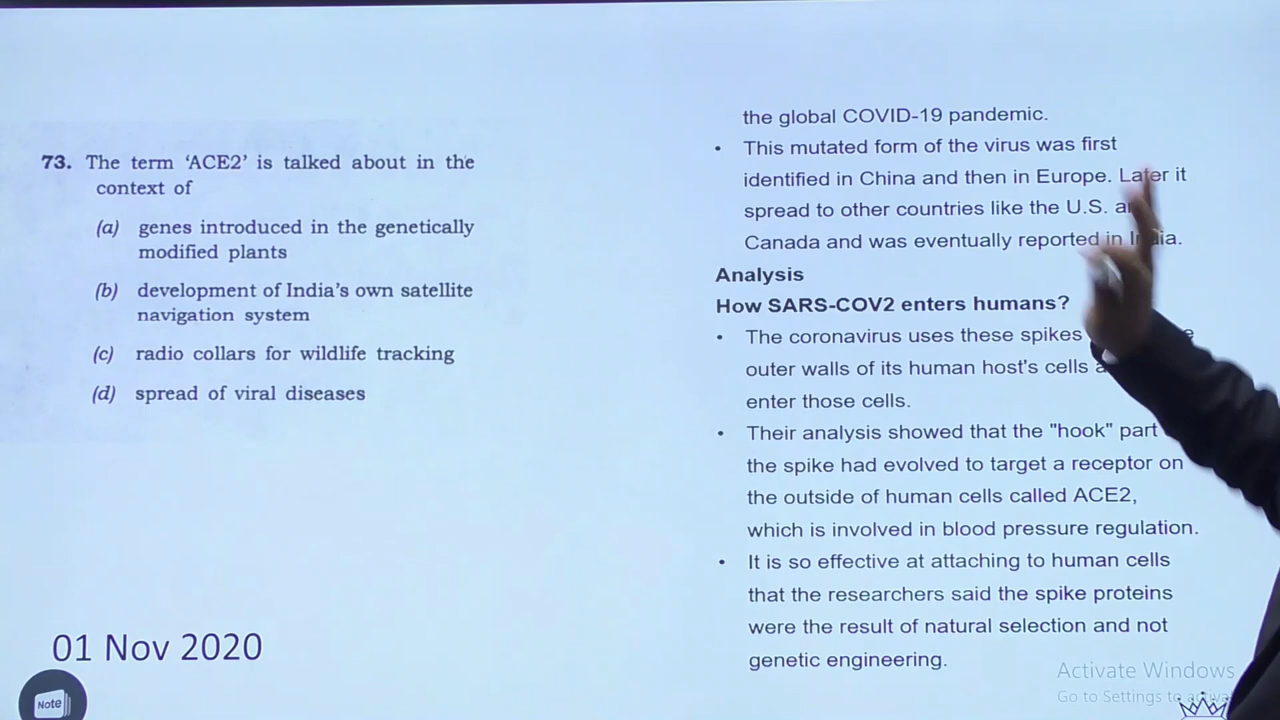 73. The term ‘ACE2’ is talked about in the
context of
(a) genes introduced in the genetically
modified plants
(b) development of India’s own satellite
navigation system
(c) radio collars for wildlife tracking
(d) spread of viral diseases
01 Nov 2020
Note
the global COVID-19 pandemic.
• This mutated form of the virus was first
identified in China and then in Europe. Later it
spread to other countries like the U.S.
Canada and was eventually reported in India.
Analysis
How SARS-COV2 enters humans?
• The coronavirus uses these spikes
outer walls of its human host's cells
enter those cells.
• Their analysis showed that the "hook" part
the spike had evolved to target a receptor on
the outside of human cells called ACE2,
which is involved in blood pressure regulation.
• It is so effective at attaching to human cells
that the researchers said the spike proteins
were the result of natural selection and not
genetic engineering.
Activate Windows
Go to Settings to